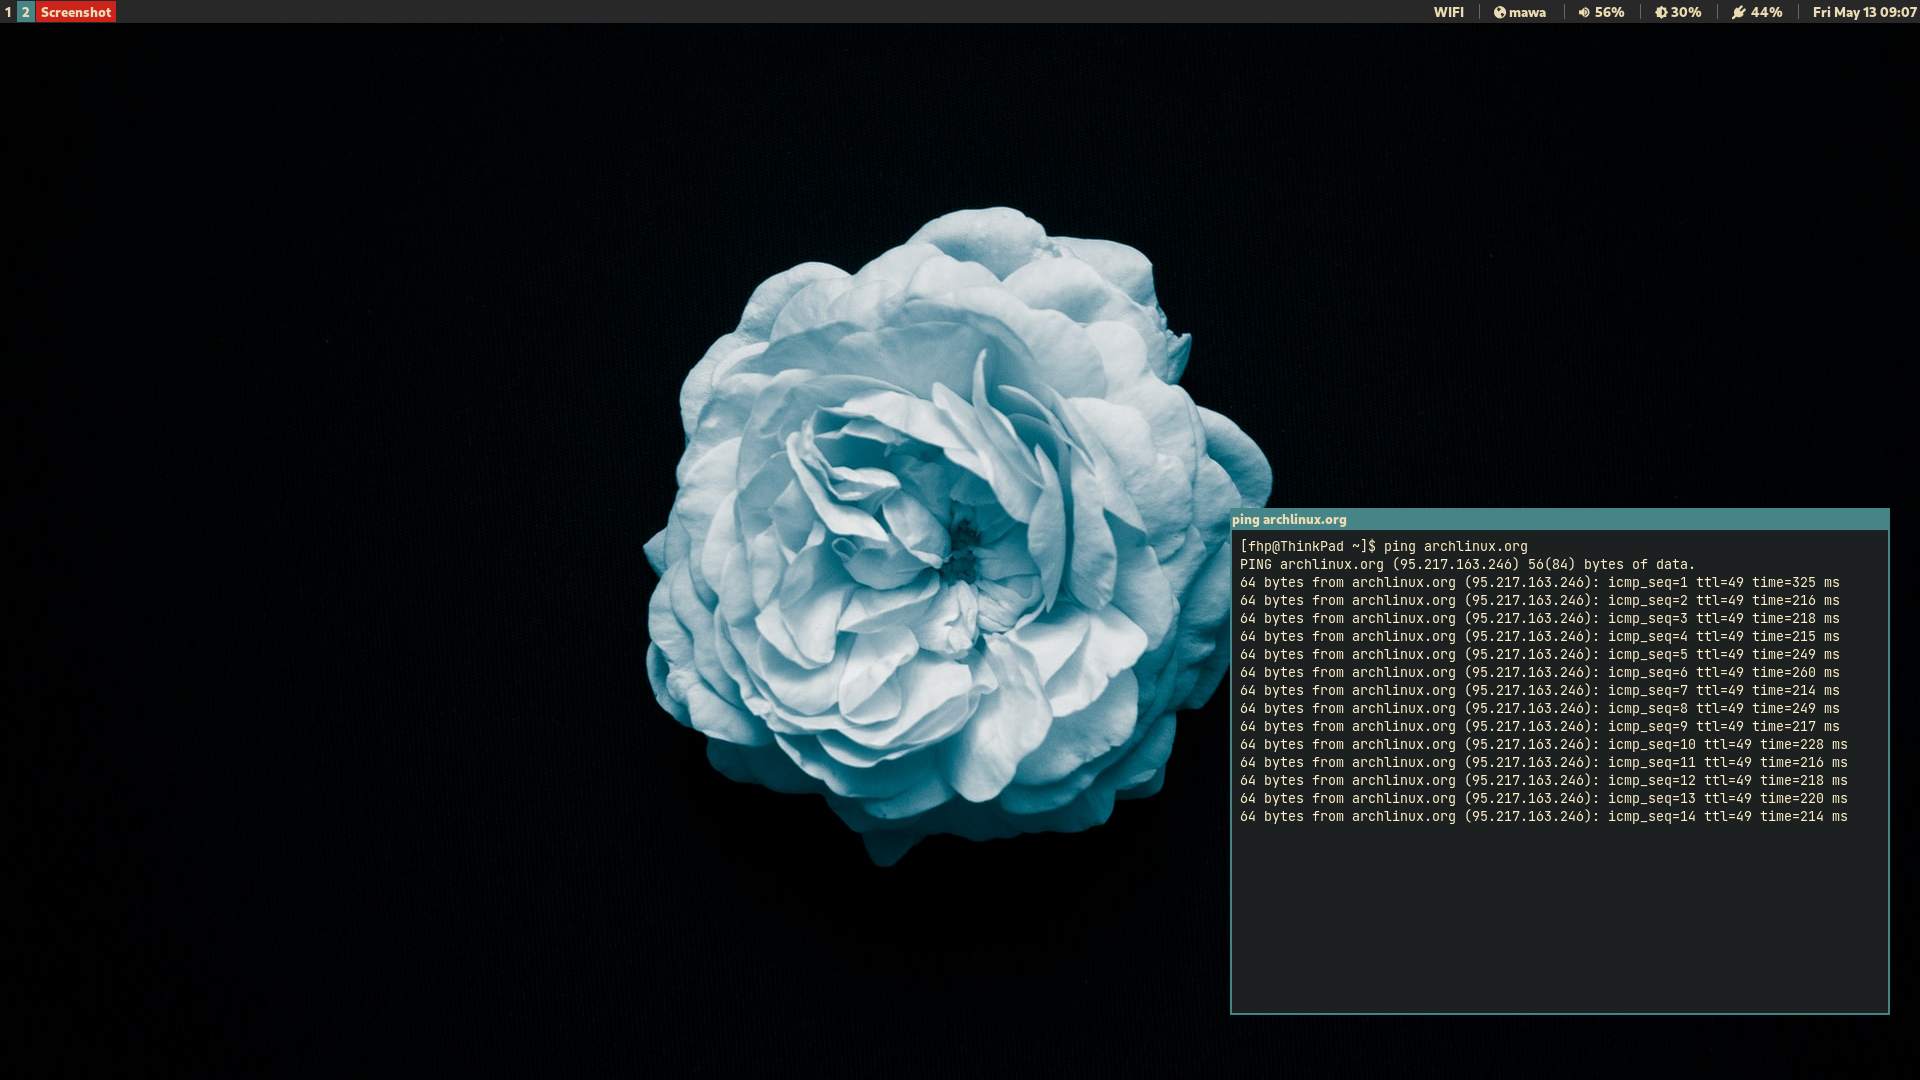 1 2 Screenshot
WIFI mawa 56% 30% 44% Fri May 13 09:07
ping archlinux.org
[fhp@ThinkPad ~]$ ping archlinux.org
PING archlinux.org (95.217.163.246) 56(84) bytes of data.
64 bytes from archlinux.org (95.217.163.246): icmp_seq=1 ttl=49 time=325 ms
64 bytes from archlinux.org (95.217.163.246): icmp_seq=2 ttl=49 time=216 ms
64 bytes from archlinux.org (95.217.163.246): icmp_seq=3 ttl=49 time=218 ms
64 bytes from archlinux.org (95.217.163.246): icmp_seq=4 ttl=49 time=215 ms
64 bytes from archlinux.org (95.217.163.246): icmp_seq=5 ttl=49 time=249 ms
64 bytes from archlinux.org (95.217.163.246): icmp_seq=6 ttl=49 time=260 ms
64 bytes from archlinux.org (95.217.163.246): icmp_seq=7 ttl=49 time=214 ms
64 bytes from archlinux.org (95.217.163.246): icmp_seq=8 ttl=49 time=249 ms
64 bytes from archlinux.org (95.217.163.246): icmp_seq=9 ttl=49 time=217 ms
64 bytes from archlinux.org (95.217.163.246): icmp_seq=10 ttl=49 time=228 ms
64 bytes from archlinux.org (95.217.163.246): icmp_seq=11 ttl=49 time=216 ms
64 bytes from archlinux.org (95.217.163.246): icmp_seq=12 ttl=49 time=218 ms
64 bytes from archlinux.org (95.217.163.246): icmp_seq=13 ttl=49 time=220 ms
64 bytes from archlinux.org (95.217.163.246): icmp_seq=14 ttl=49 time=214 ms